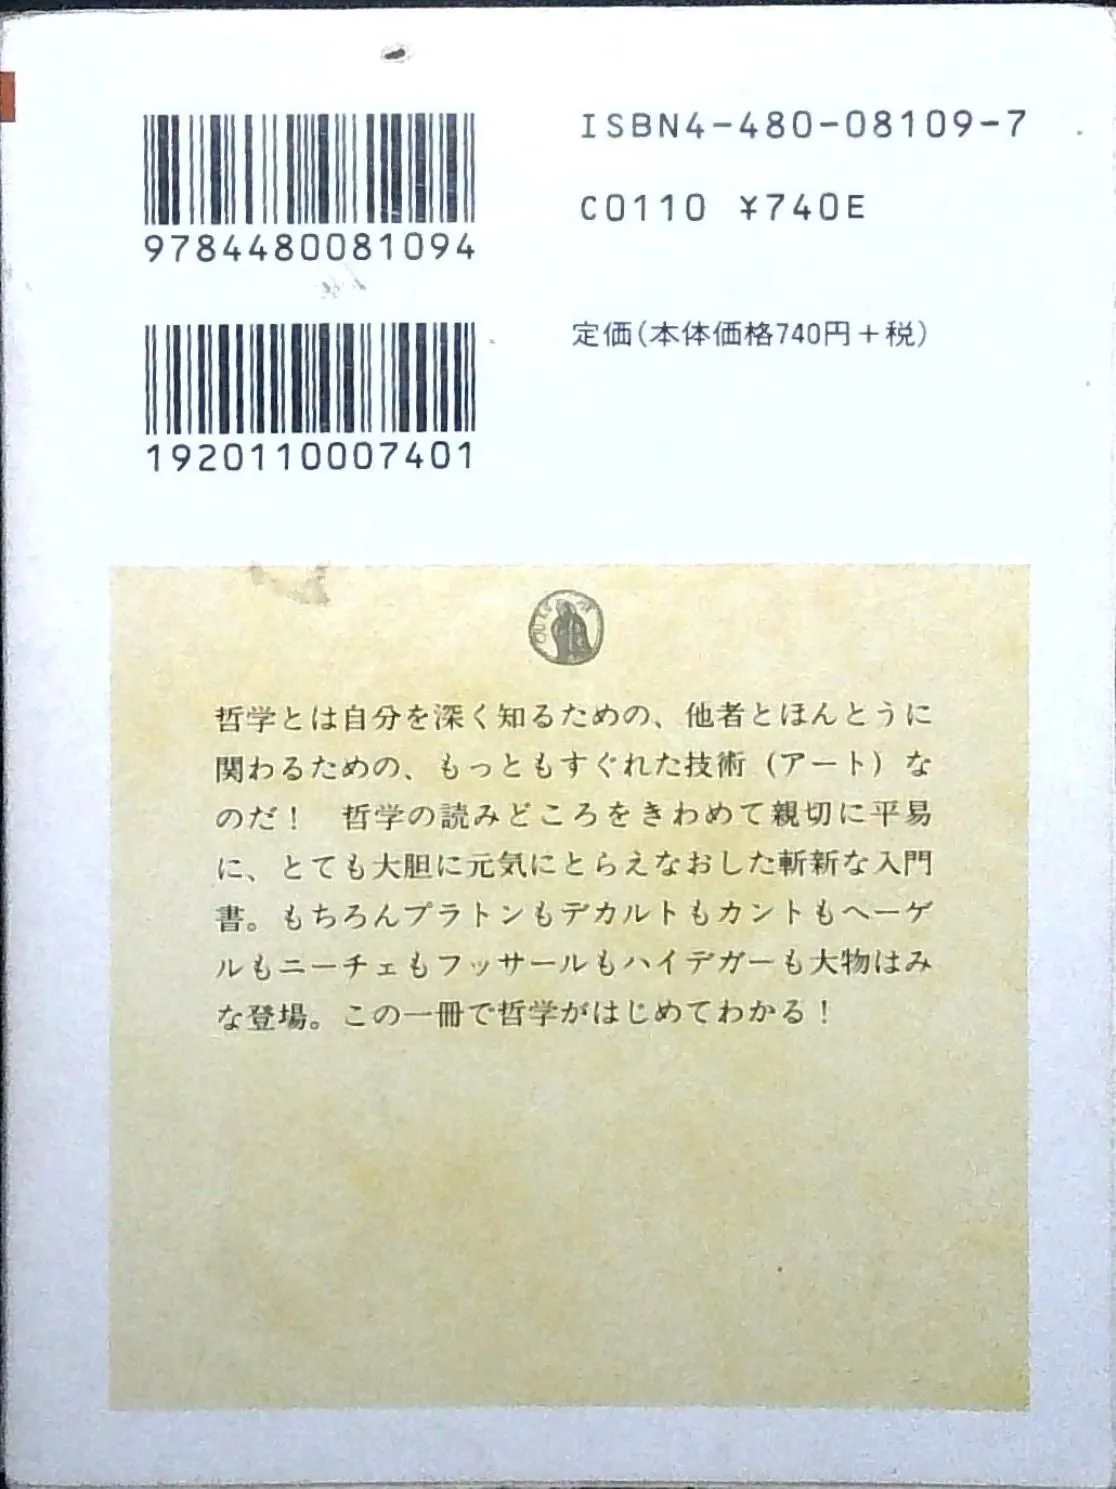 ISBN4-480-08109-7
C0110 ¥740E
9784480081094
定価(本体価格740円+税)
1920110007401
哲学とは自分を深く知るための、他者とほんとうに
関わるための、もっともすぐれた技術(アート)な
のだ! 哲学の読みどころをきわめて親切に平易
に、とても大胆に元気にとらえなおした斬新な入門
書。もちろんプラトンもデカルトもカントもヘーゲ
ルもニーチェもフッサールもハイデガーも大物はみ
な登場。この一冊で哲学がはじめてわかる!